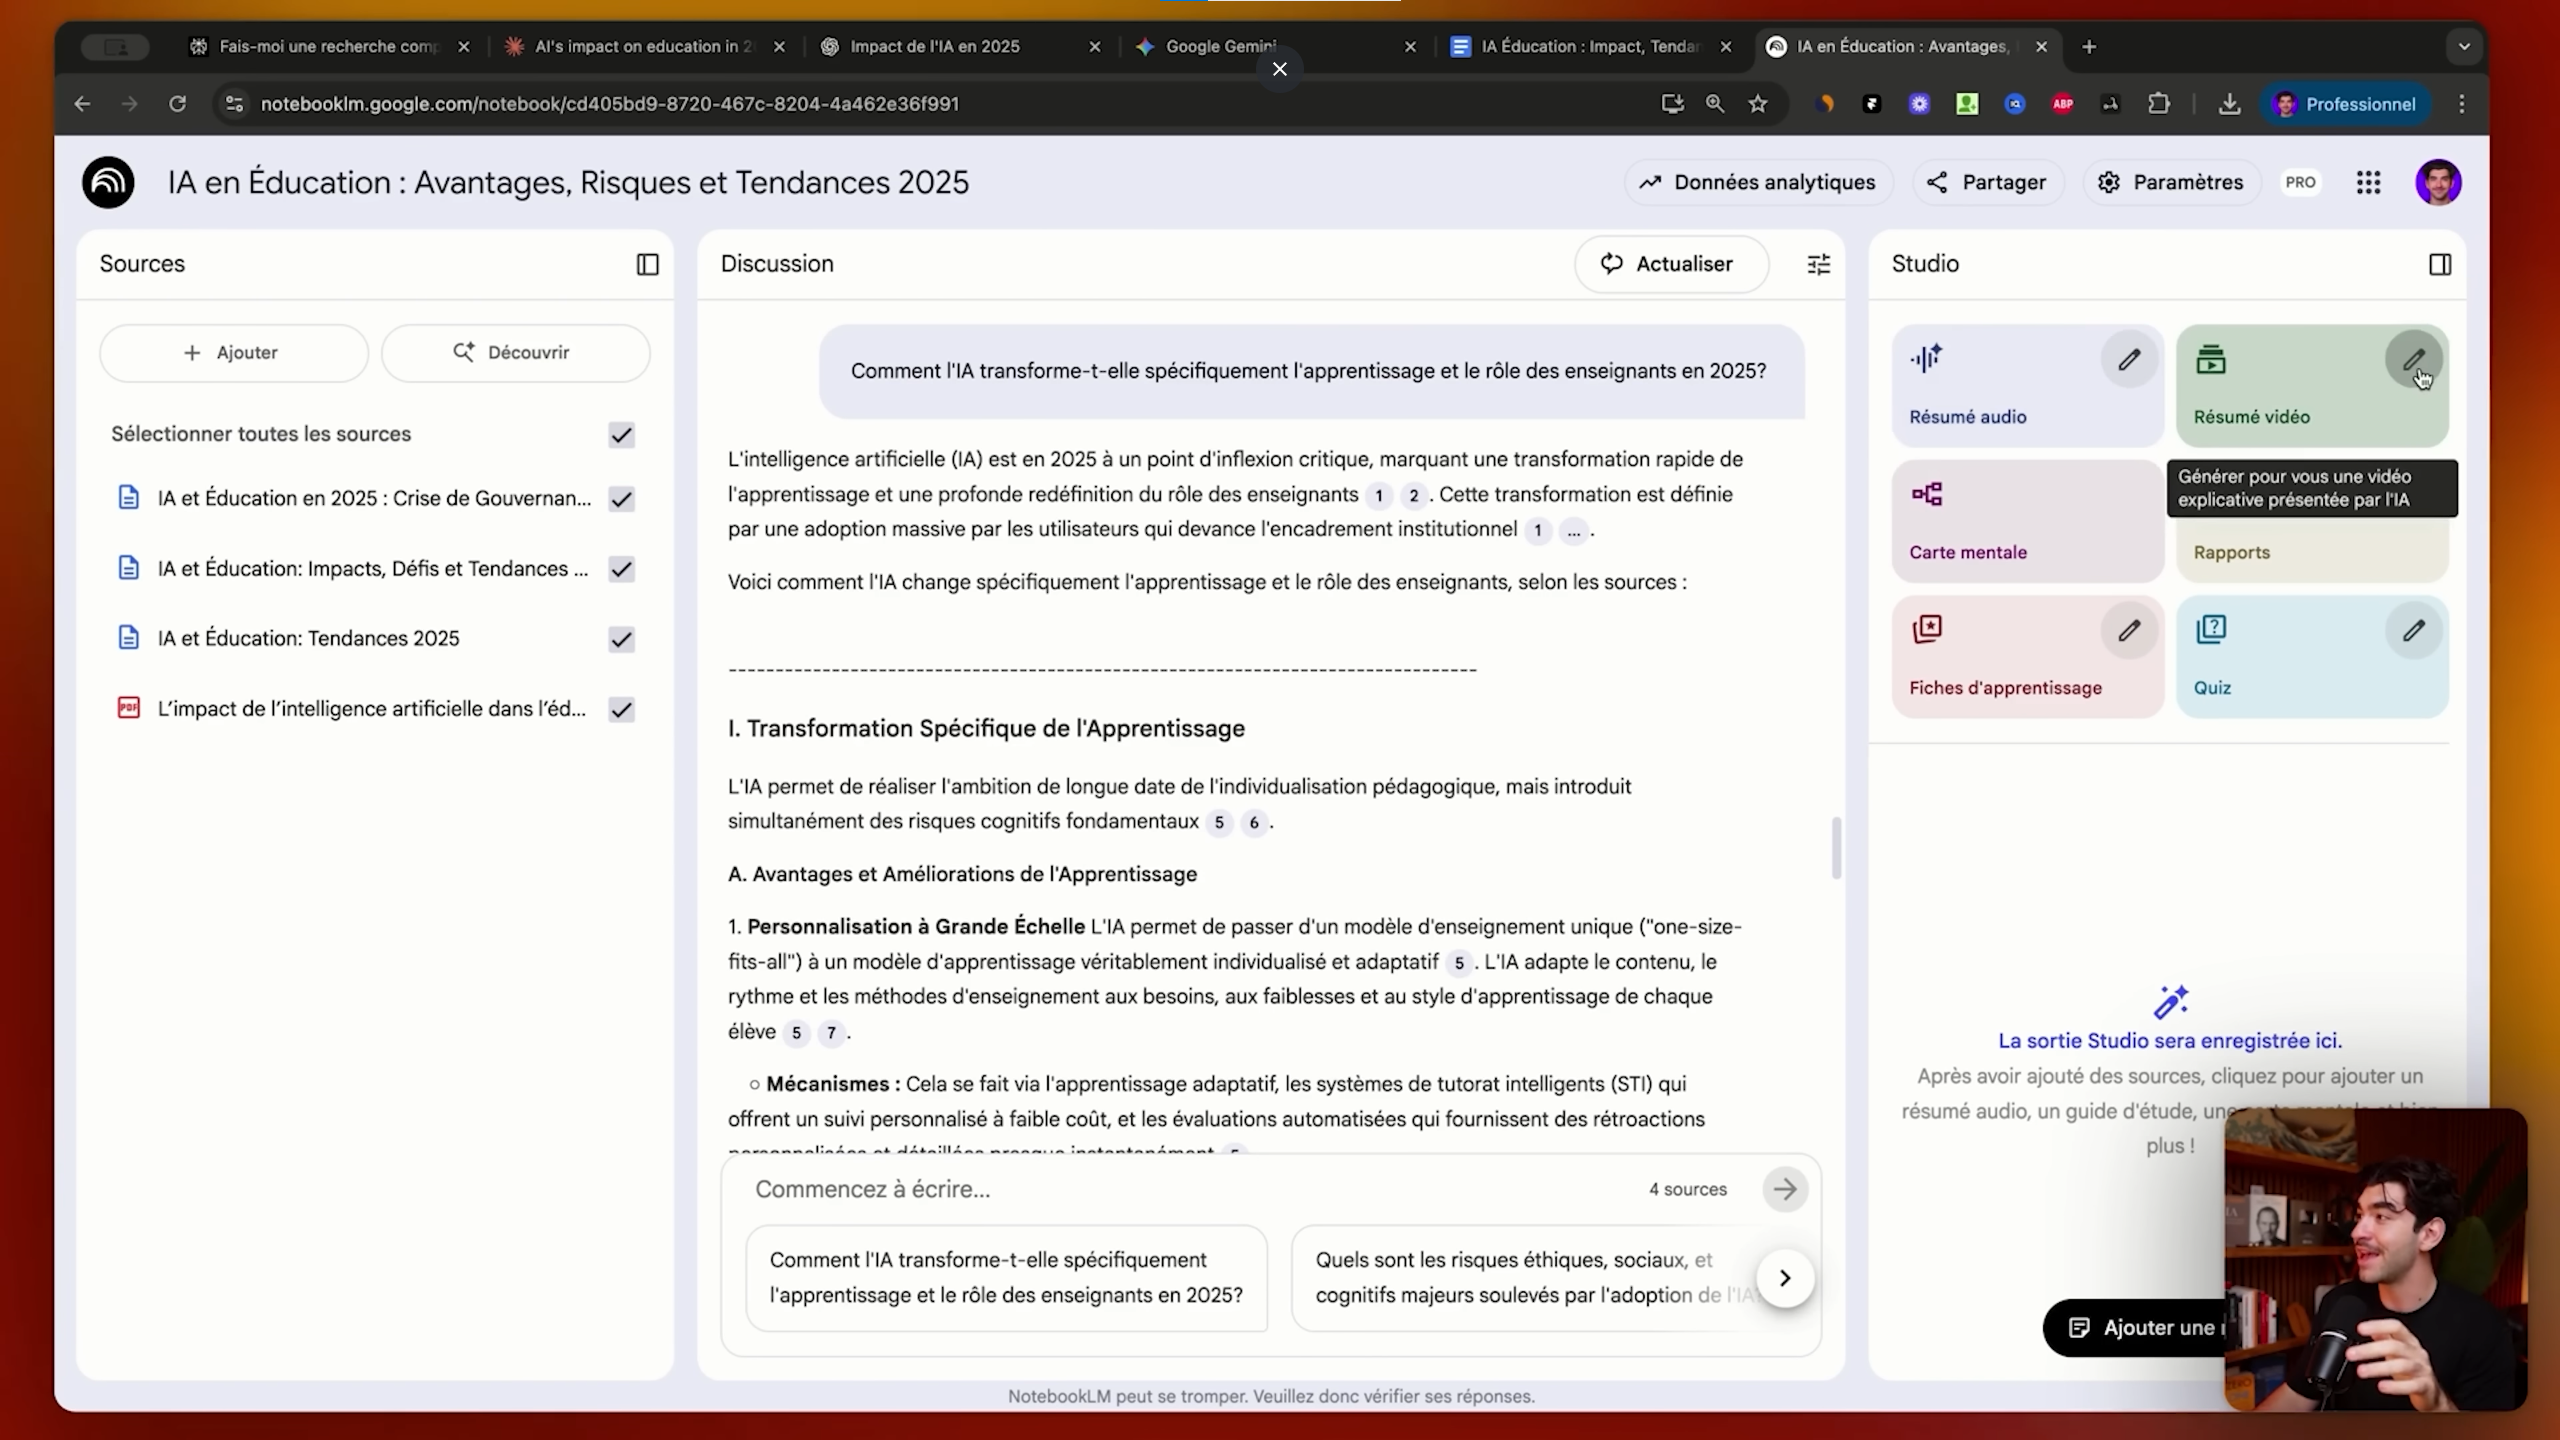 Fais-moi une recherche comp
AI's impact on education in 2
Impact de l'IA en 2025
Google Gemini
IA Éducation : Impact, Tendan
IA en Éducation : Avantages,
notebooklm.google.com/notebook/cd405bd9-8720-467c-8204-4a462e36f991
ABP
Professionnel
IA en Éducation : Avantages, Risques et Tendances 2025
Données analytiques
Partager
Paramètres
PRO
Sources
Ajouter
Découvrir
Sélectionner toutes les sources
IA et Éducation en 2025 : Crise de Gouvernan...
IA et Éducation: Impacts, Défis et Tendances ...
IA et Éducation: Tendances 2025
PDF
L’impact de l’intelligence artificielle dans l’éd...
Discussion
Actualiser
Comment l'IA transforme-t-elle spécifiquement l'apprentissage et le rôle des enseignants en 2025?
L'intelligence artificielle (IA) est en 2025 à un point d'inflexion critique, marquant une transformation rapide de
l'apprentissage et une profonde redéfinition du rôle des enseignants 1 2 . Cette transformation est définie
par une adoption massive par les utilisateurs qui devance l'encadrement institutionnel 1 ... .
Voici comment l'IA change spécifiquement l'apprentissage et le rôle des enseignants, selon les sources :
--------------------------------------------------------------------------------
I. Transformation Spécifique de l'Apprentissage
L'IA permet de réaliser l'ambition de longue date de l'individualisation pédagogique, mais introduit
simultanément des risques cognitifs fondamentaux 5 6 .
A. Avantages et Améliorations de l'Apprentissage
1. Personnalisation à Grande Échelle L'IA permet de passer d'un modèle d'enseignement unique ("one-size-
fits-all") à un modèle d'apprentissage véritablement individualisé et adaptatif 5 . L'IA adapte le contenu, le
rythme et les méthodes d'enseignement aux besoins, aux faiblesses et au style d'apprentissage de chaque
élève 5 7 .
○ Mécanismes : Cela se fait via l'apprentissage adaptatif, les systèmes de tutorat intelligents (STI) qui
offrent un suivi personnalisé à faible coût, et les évaluations automatisées qui fournissent des rétroactions
personnalisées et détaillées presque instantanément 5
Commencez à écrire...
4 sources
Comment l'IA transforme-t-elle spécifiquement
l'apprentissage et le rôle des enseignants en 2025?
Quels sont les risques éthiques, sociaux, et
cognitifs majeurs soulevés par l'adoption de l'IA
NotebookLM peut se tromper. Veuillez donc vérifier ses réponses.
Studio
Résumé audio
Résumé vidéo
Générer pour vous une vidéo
explicative présentée par l'IA
Carte mentale
Rapports
Fiches d'apprentissage
Quiz
La sortie Studio sera enregistrée ici.
Après avoir ajouté des sources, cliquez pour ajouter un
résumé audio, un guide d'étude, une carte mentale et bien
plus !
Ajouter une